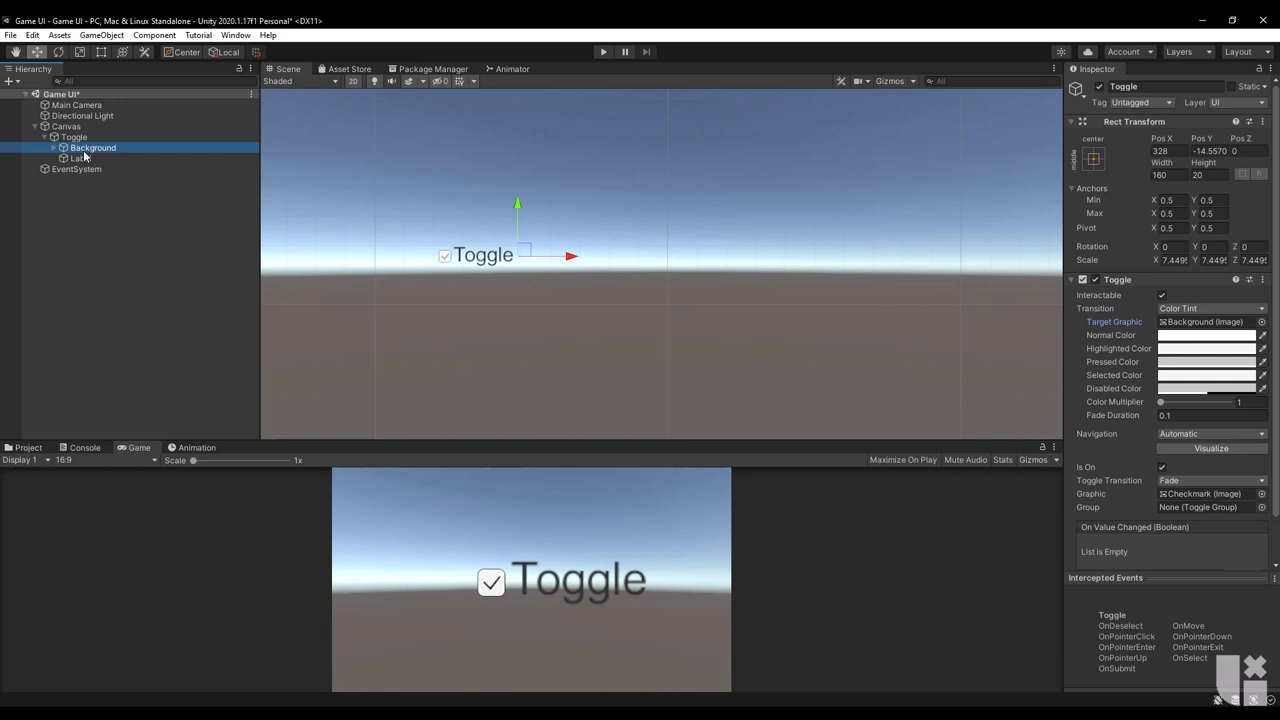 Game UI - Game UI - PC, Mac & Linux Standalone - Unity 2020.1.17f1 Personal* <DX11>
File Edit Assets GameObject Component Tutorial Window Help
Center Local Account Layers Layout
Hierarchy
All
Game UI*
Main Camera
Directional Light
Canvas
Toggle
Background
EventSystem
Scene Asset Store Package Manager Animator
Shaded 2D 0 Gizmos All
Toggle
Project Console Game Animation
Display 1 16:9 Scale 1x Maximize On Play Mute Audio Stats Gizmos
Toggle
Inspector
Toggle Static
Tag Untagged Layer UI
Rect Transform
center Pos X Pos Y Pos Z
middle 328 -14.5570 0
Width Height
160 20 R
Anchors
Min X 0.5 Y 0.5
Max X 0.5 Y 0.5
Pivot X 0.5 Y 0.5
Rotation X 0 Y 0 Z 0
Scale X 7.4495 Y 7.4495 Z 7.4495
Toggle
Interactable
Transition Color Tint
Target Graphic Background (Image)
Normal Color
Highlighted Color
Pressed Color
Selected Color
Disabled Color
Color Multiplier 1
Fade Duration 0.1
Navigation Automatic
Visualize
Is On
Toggle Transition Fade
Graphic Checkmark (Image)
Group None (Toggle Group)
On Value Changed (Boolean)
List is Empty
Intercepted Events
Toggle
OnDeselect OnMove
OnPointerClick OnPointerDown
OnPointerEnter OnPointerExit
OnPointerUp OnSelect
OnSubmit